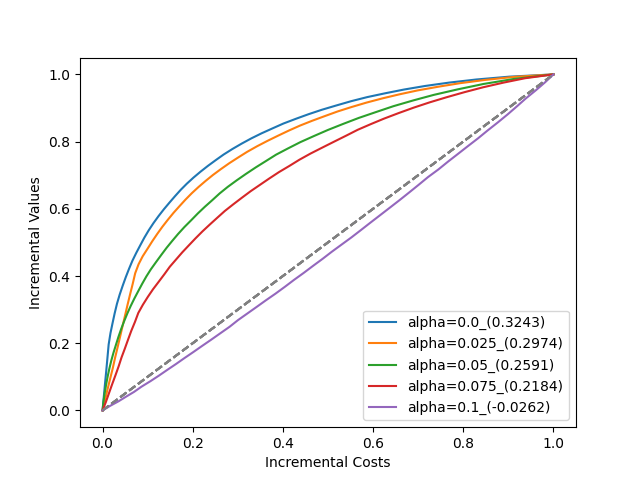 1.0
0.8
0.6
0.4
0.2
0.0
Incremental Values
alpha=0.0_(0.3243)
alpha=0.025_(0.2974)
alpha=0.05_(0.2591)
alpha=0.075_(0.2184)
alpha=0.1_(-0.0262)
0.0 0.2 0.4 0.6 0.8 1.0
Incremental Costs